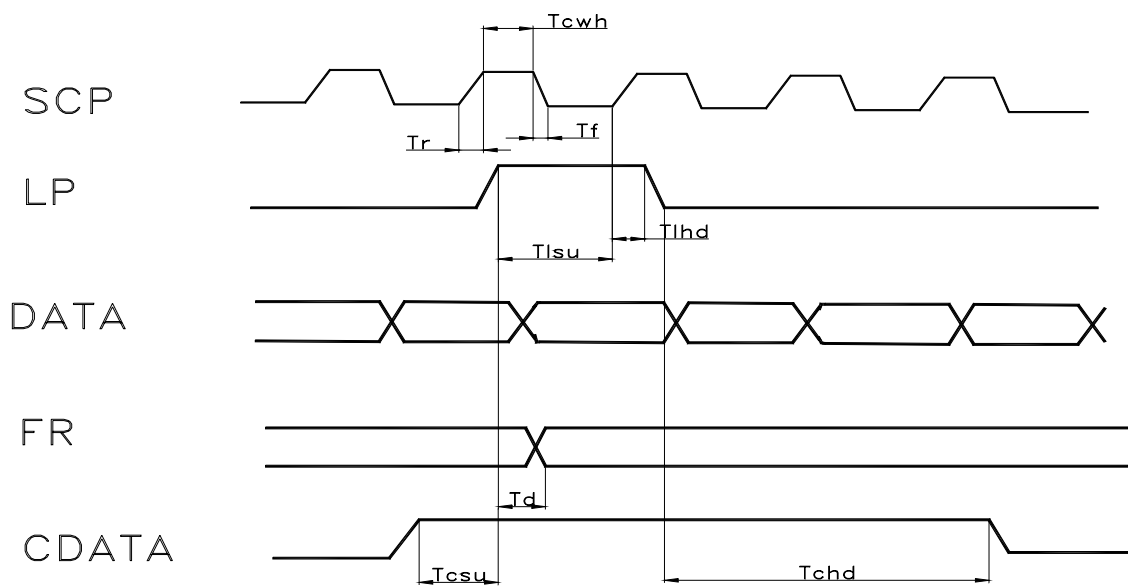 Tcwh
SCP
Tr
Tf
LP
Tlhd
Tlsu
DATA
FR
Td
CDATA
Tcsu
Tchd